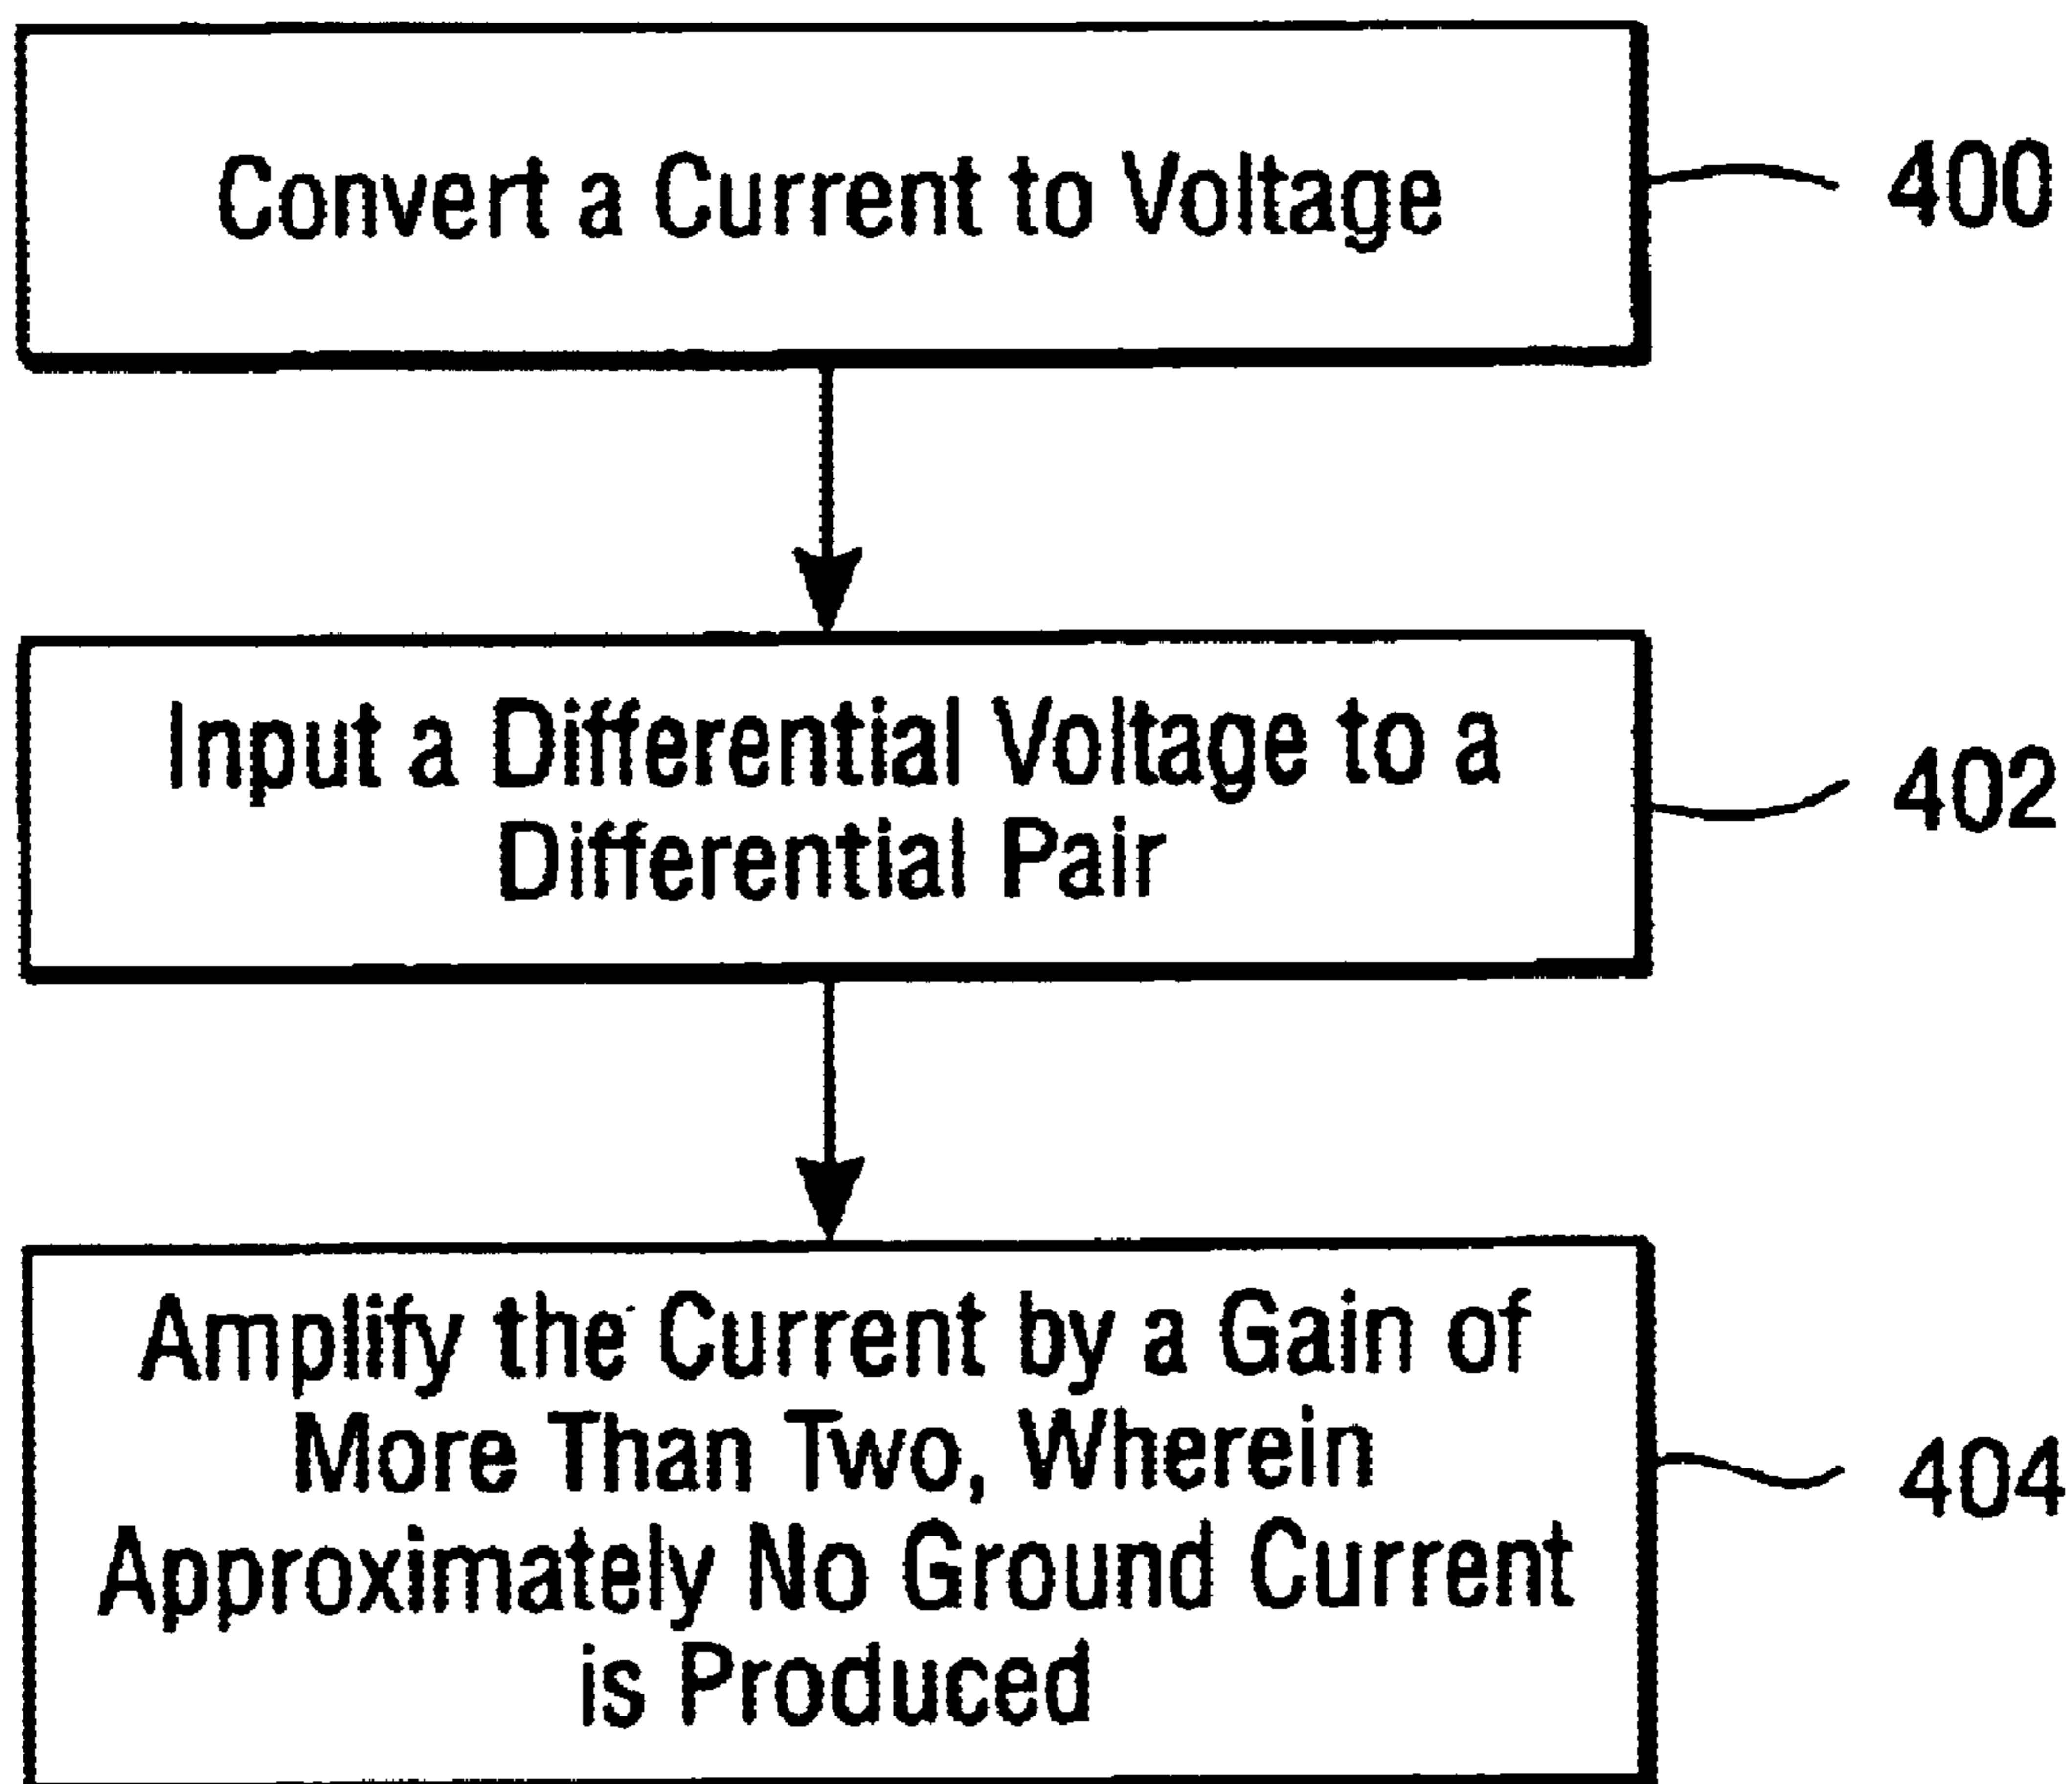 Convert a Current to Voltage
400
Input a Differential Voltage to a
Differential Pair
402
Amplify the Current by a Gain of
More Than Two, Wherein
Approximately No Ground Current
is Produced
404